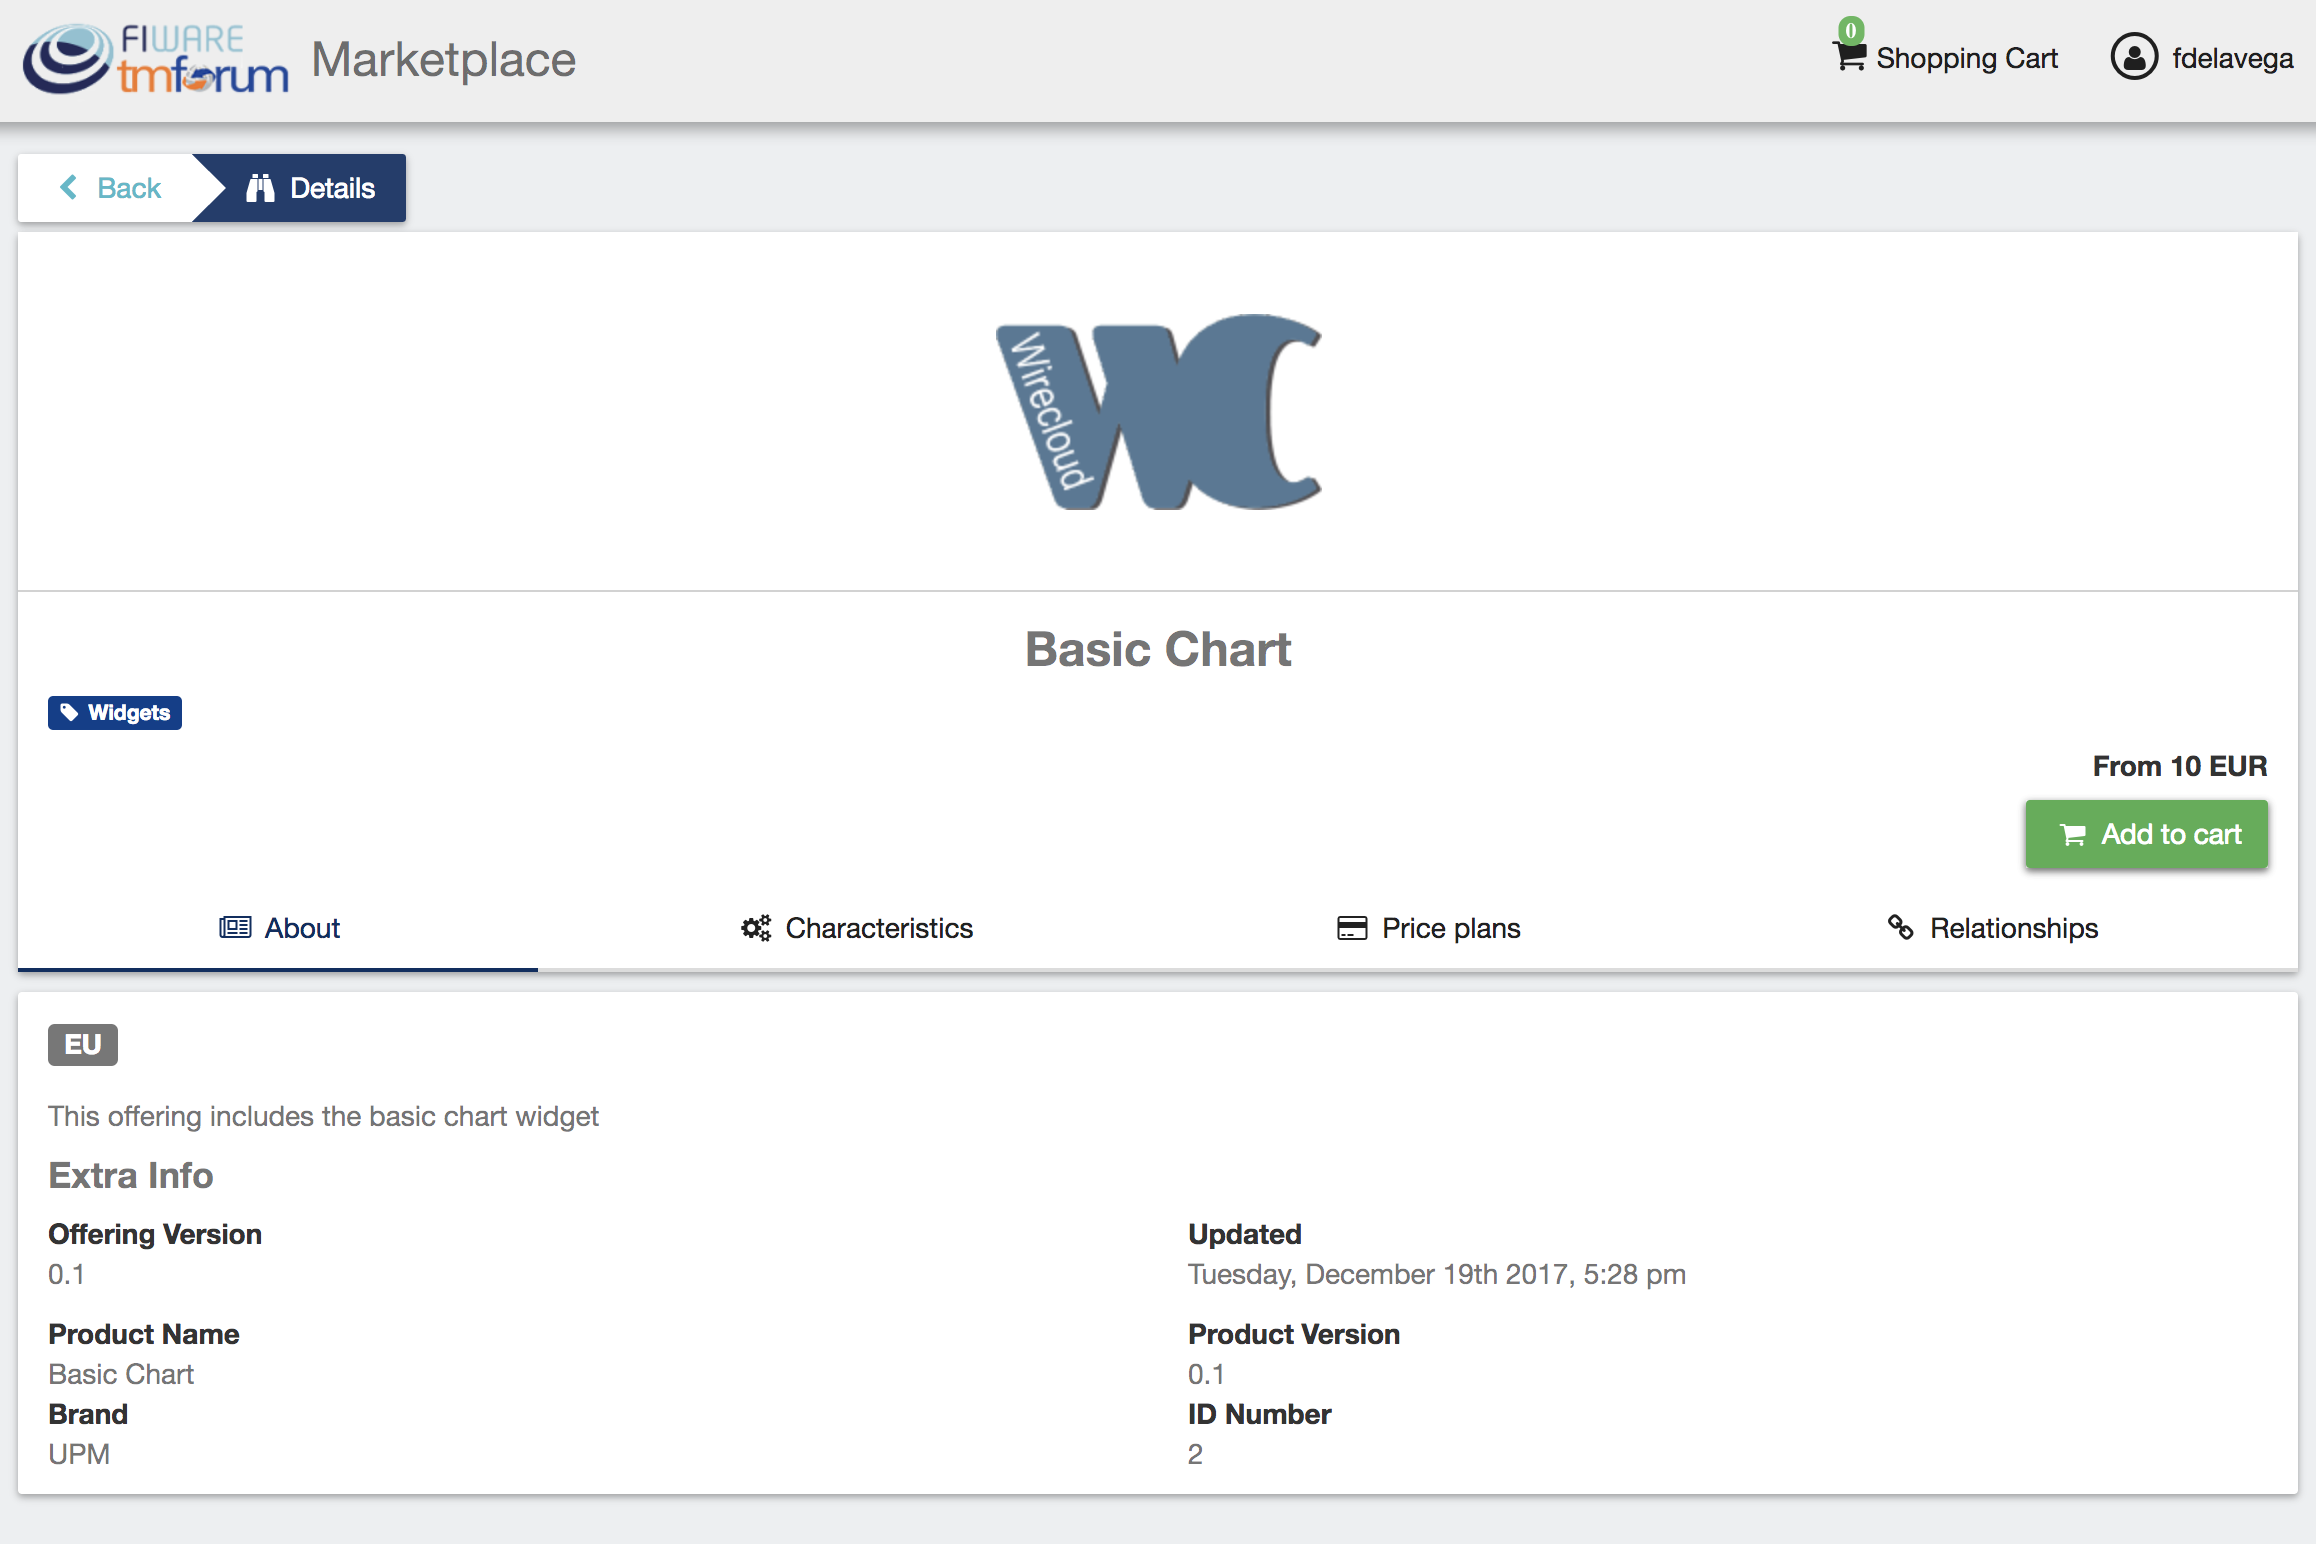 FIWARE
tmforum
Marketplace
0
Shopping Cart
fdelavega
Back
Details
Wirecloud
WC
Basic Chart
Widgets
From 10 EUR
Add to cart
About
Characteristics
Price plans
Relationships
EU
This offering includes the basic chart widget
Extra Info
Offering Version
0.1
Updated
Tuesday, December 19th 2017, 5:28 pm
Product Name
Basic Chart
Product Version
0.1
Brand
UPM
ID Number
2